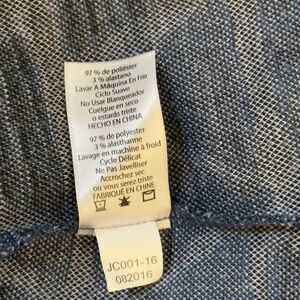 97 % de poliéster
3 % alastano
Lavar A Máquina En Frío
Ciclo Suave
No Usar Blanqueador
Cuelgue en seco
o estarás triste
HECHO EN CHINA
97 % de polyester
3 % alasthanne
Lavage en machine à froid
Cycle Délicat
Ne Pas Javelliser
Accrochez sec
ou vous serez triste
FABRIQUÉ EN CHINE
JC001-16
082016